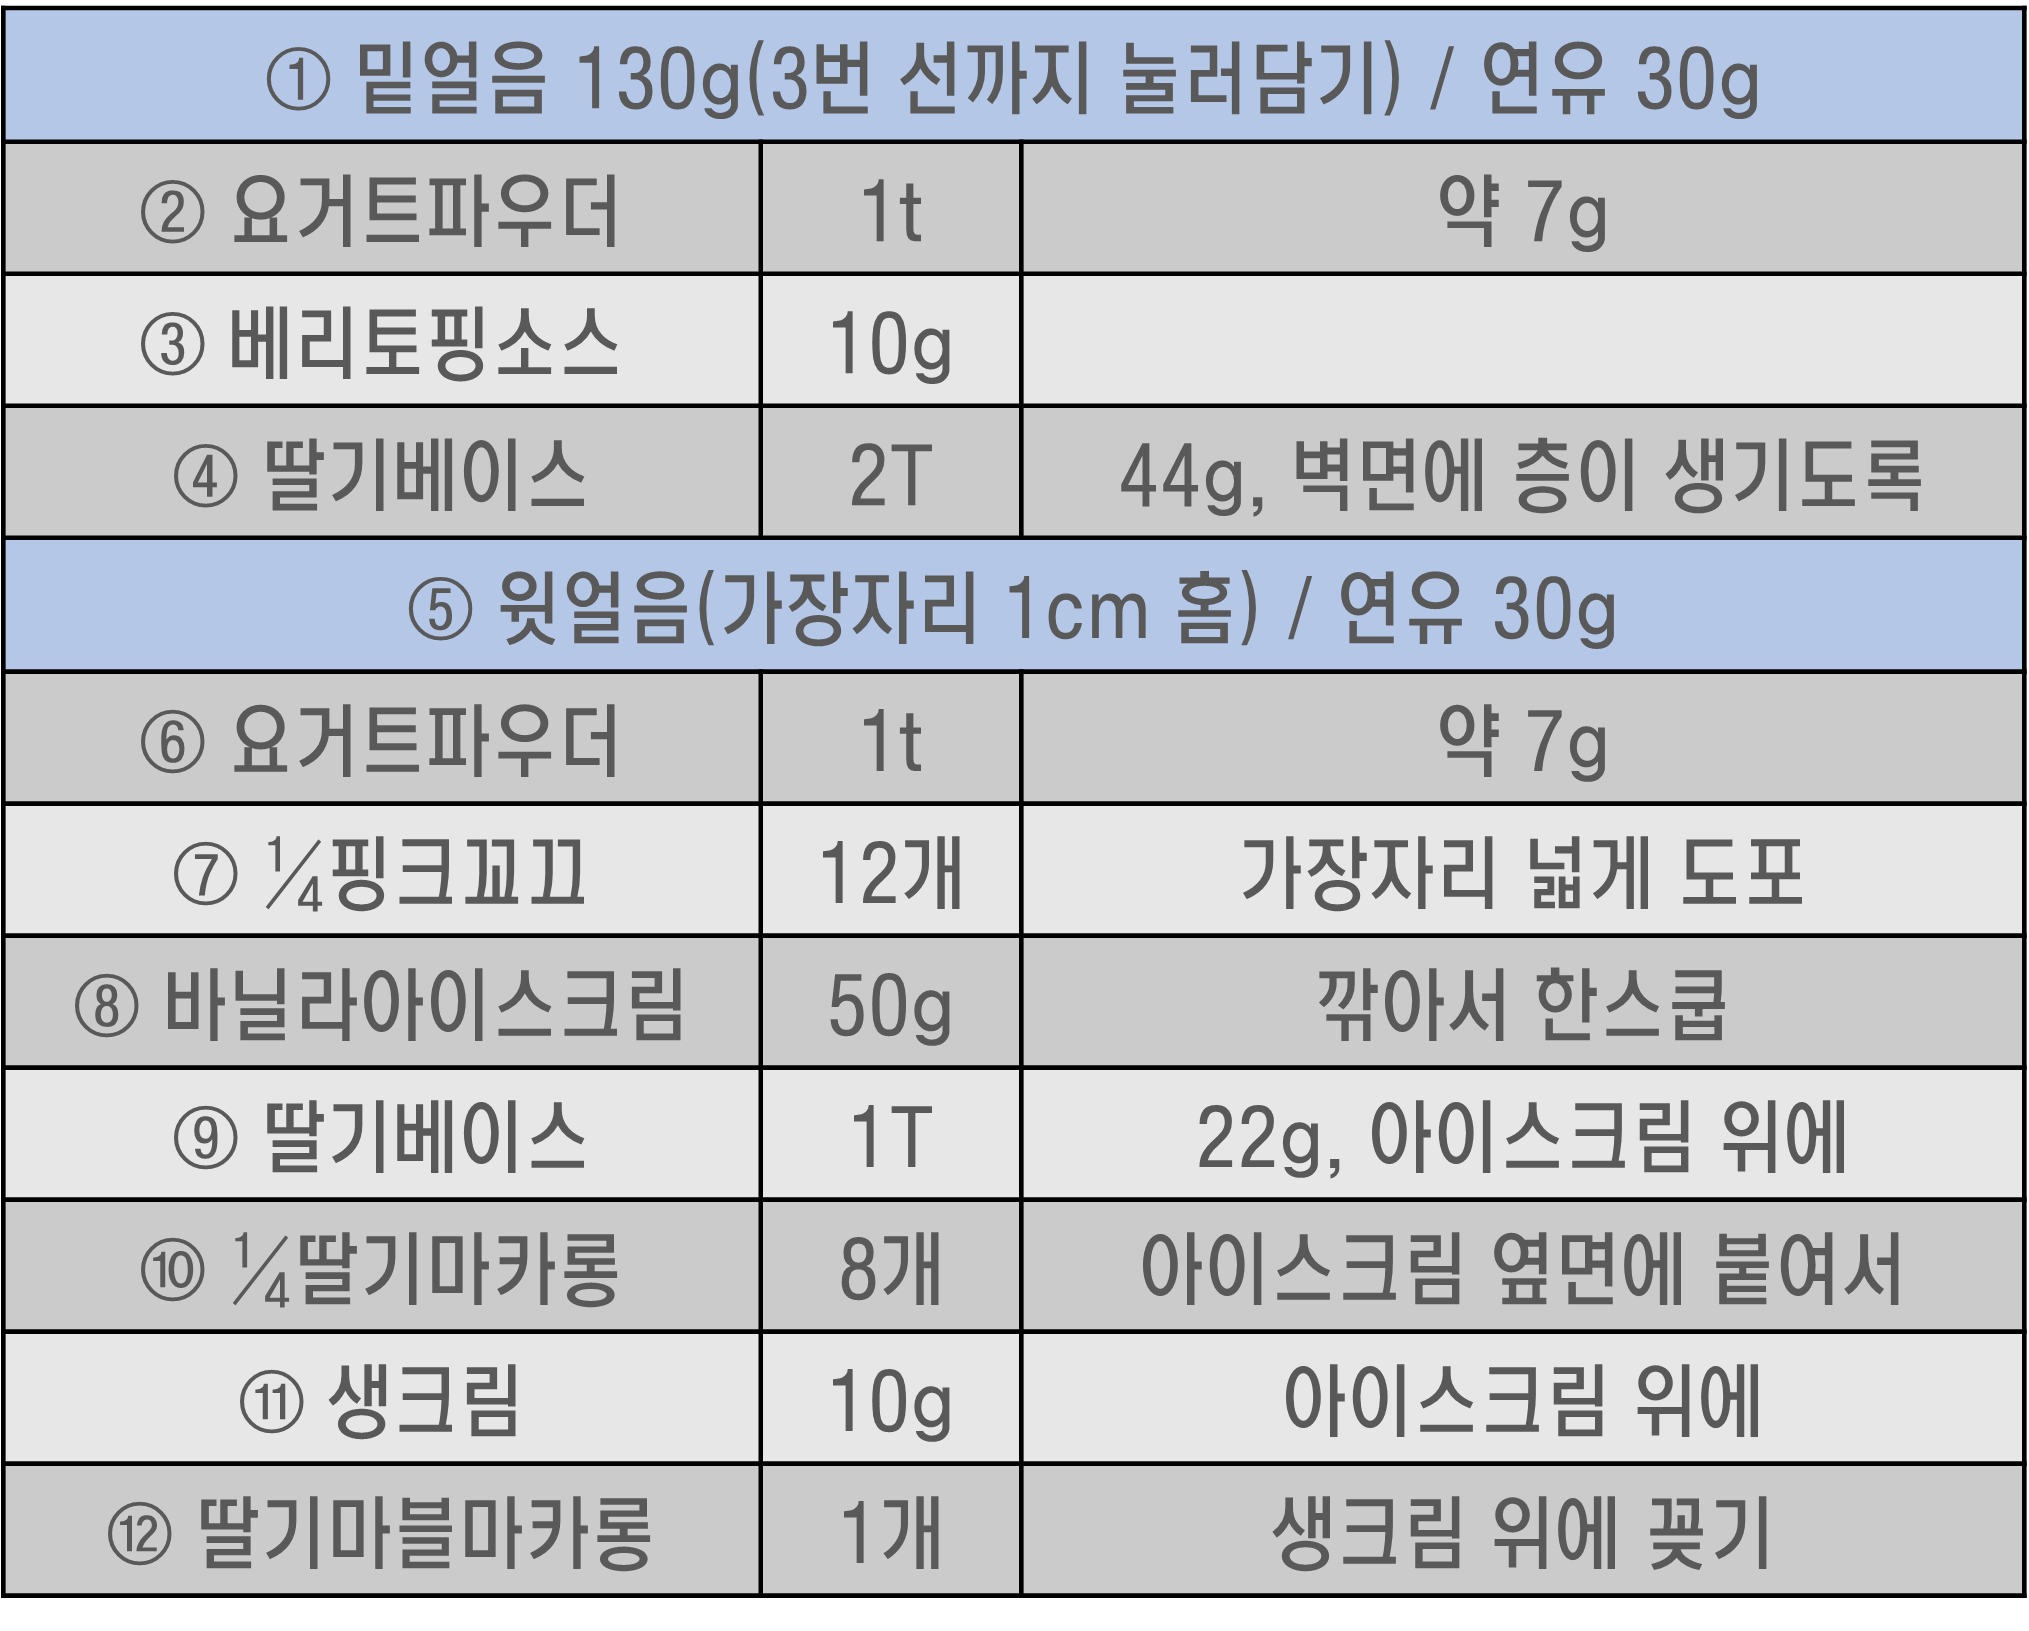 ① 밑얼음 130g(3번 선까지 눌러담기) / 연유 30g
② 요거트파우더 1t 약 7g
③ 베리토핑소스 10g
④ 딸기베이스 2T 44g, 벽면에 층이 생기도록
⑤ 윗얼음(가장자리 1cm 홈) / 연유 30g
⑥ 요거트파우더 1t 약 7g
⑦ ¼핑크꾜끄 12개 가장자리 넓게 도포
⑧ 바닐라아이스크림 50g 깎아서 한스쿱
⑨ 딸기베이스 1T 22g, 아이스크림 위에
⑩ ¼딸기마카롱 8개 아이스크림 옆면에 붙여서
⑪ 생크림 10g 아이스크림 위에
⑫ 딸기마블마카롱 1개 생크림 위에 꽂기